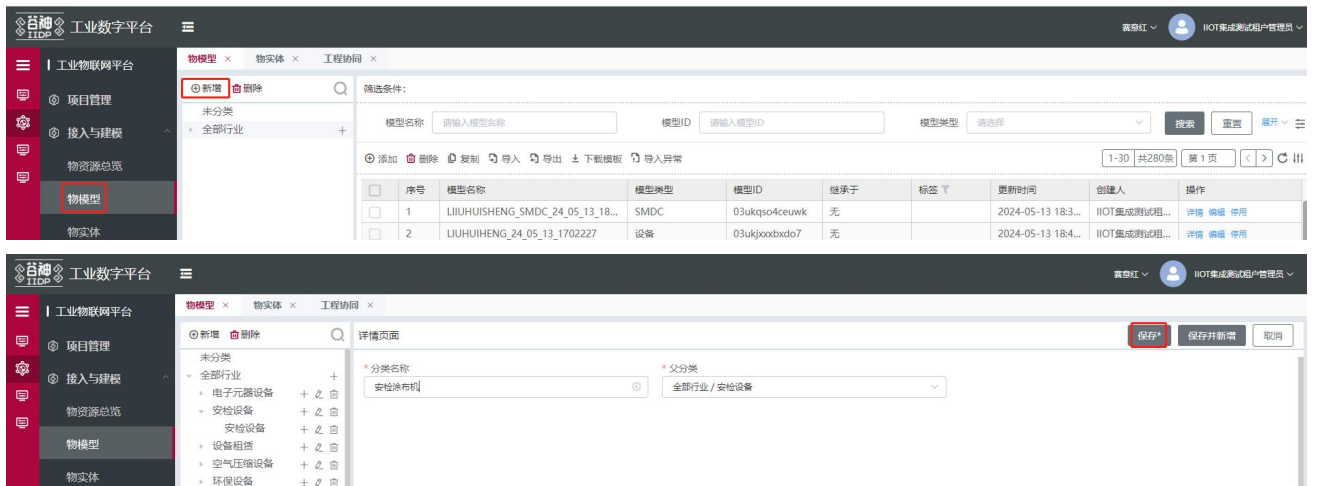 谷神 IIDP 工业数字平台 赛意红 IIOT集成测试租户管理员
工业物联网平台 物模型 × 物实体 × 工程协同 ×
⊕新增 删除 筛选条件：
项目管理 未分类
模型名称 请输入模型名称 模型ID 请输入模型ID 模型类型 请选择 搜索 重置 展开
接入与建模 全部行业 +
物资源总览 ⊕ 添加 删除 复制 导入 导出 下载模板 导入异常 1-30 共280条 第1页 < >
序号 模型名称 模型类型 模型ID 继承于 标签 更新时间 创建人 操作
物模型 1 LIIUHUISHENG_SMDC_24_05_13_18... SMDC 03ukqso4ceuwk 无 2024-05-13 18:3... IIOT集成测试租... 详情 编辑 停用
物实体 2 LIUHUIHENG_24_05_13_1702227 设备 03ukjxxxbxdo7 无 2024-05-13 18:4... IIOT集成测试租... 详情 编辑 停用
谷神 IIDP 工业数字平台 赛意红 IIOT集成测试租户管理员
工业物联网平台 物模型 × 物实体 × 工程协同 ×
⊕新增 删除 详情页面 保存* 保存并新增 取消
项目管理 未分类
* 分类名称 * 父分类
接入与建模 全部行业 +
安检涂布机 全部行业 / 安检设备
电子元器设备 +
物资源总览 安检设备 +
安检设备 +
物模型 设备租赁 +
空气压缩设备 +
物实体 环保设备 +